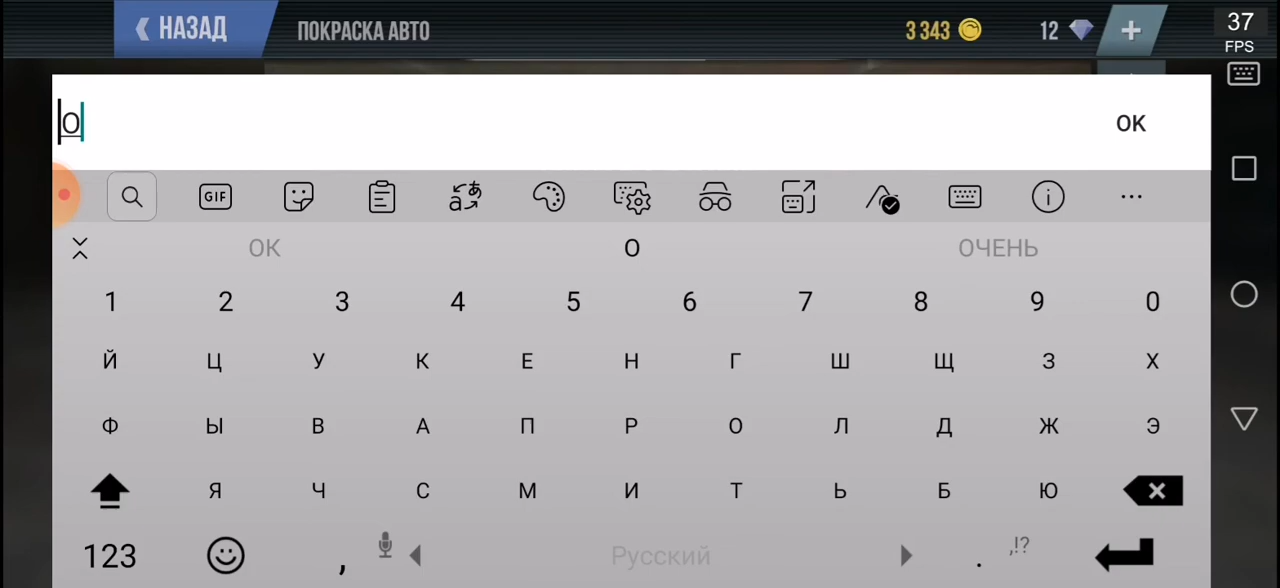 НАЗАД ПОКРАСКА АВТО 3 343 12 + 37
FPS
О OK
GIF
ОК О ОЧЕНЬ
1 2 3 4 5 6 7 8 9 0
Й Ц У К Е Н Г Ш Щ З Х
Ф Ы В А П Р О Л Д Ж Э
Я Ч С М И Т Ь Б Ю
123 , Русский . ,!?